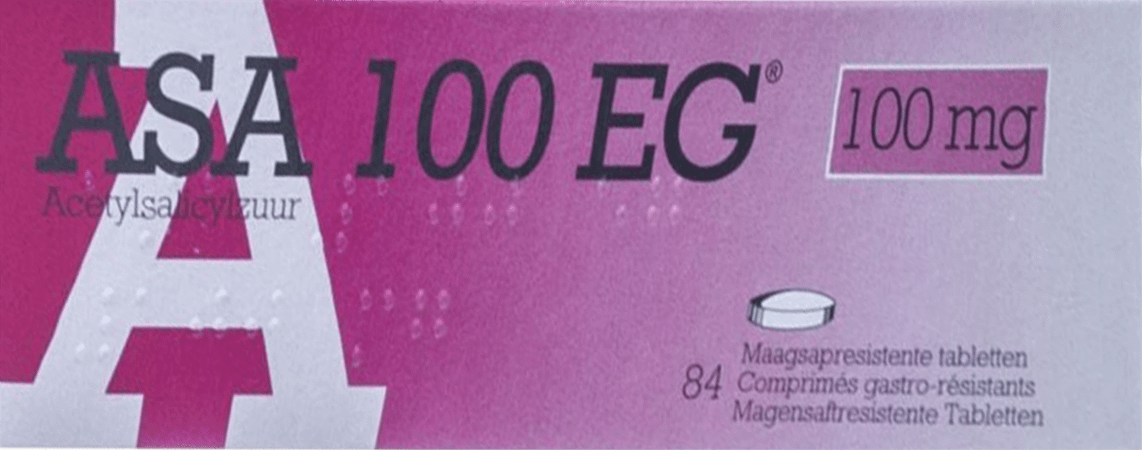 ASA 100 EG® 100 mg
Acetylsalicylzuur
84 Maagsapresistente tabletten
Comprimés gastro-résistants
Magensaftresistente Tabletten